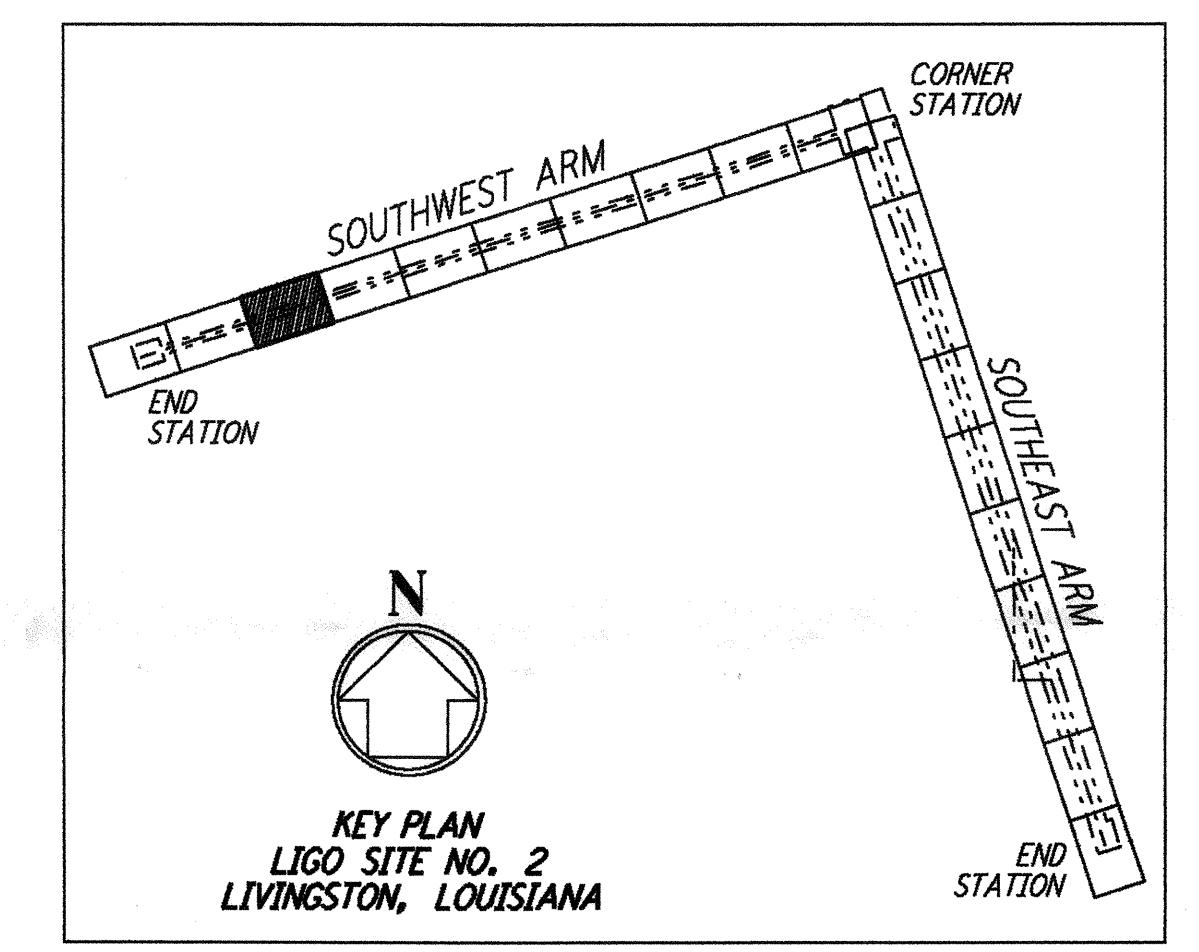 CORNER
STATION
SOUTHWEST ARM
END
STATION
SOUTHEAST ARM
N
KEY PLAN
LIGO SITE NO. 2
LIVINGSTON, LOUISIANA
END
STATION